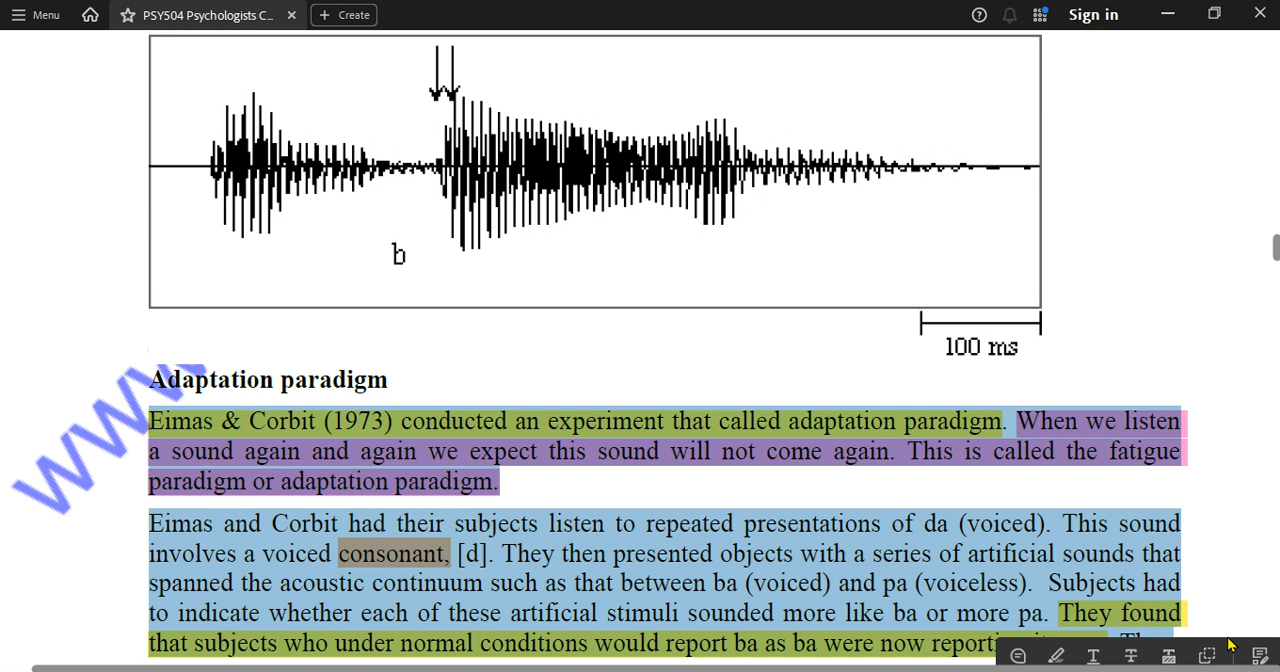 Menu
PSY504 Psychologists C...
Create
Sign in
b
100 ms
www
Adaptation paradigm
Eimas & Corbit (1973) conducted an experiment that called adaptation paradigm. When we listen
a sound again and again we expect this sound will not come again. This is called the fatigue
paradigm or adaptation paradigm.
Eimas and Corbit had their subjects listen to repeated presentations of da (voiced). This sound
involves a voiced consonant, [d]. They then presented objects with a series of artificial sounds that
spanned the acoustic continuum such as that between ba (voiced) and pa (voiceless). Subjects had
to indicate whether each of these artificial stimuli sounded more like ba or more pa. They found
that subjects who under normal conditions would report ba as ba were now